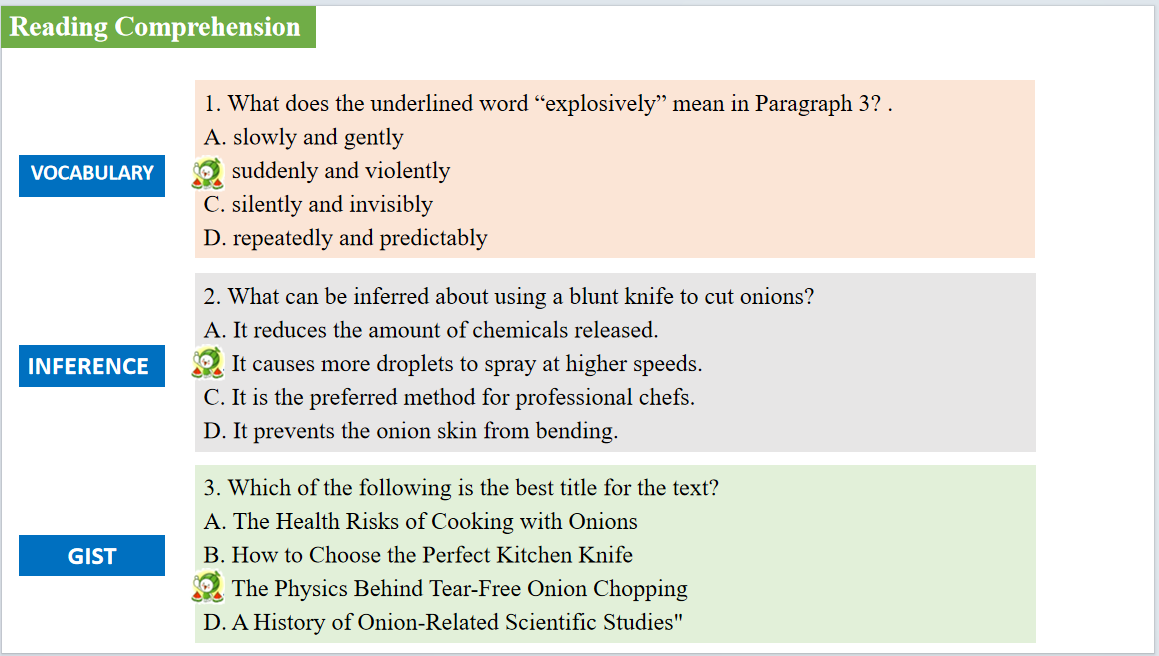 Reading Comprehension
VOCABULARY
1. What does the underlined word “explosively” mean in Paragraph 3? .
A. slowly and gently
suddenly and violently
C. silently and invisibly
D. repeatedly and predictably
INFERENCE
2. What can be inferred about using a blunt knife to cut onions?
A. It reduces the amount of chemicals released.
It causes more droplets to spray at higher speeds.
C. It is the preferred method for professional chefs.
D. It prevents the onion skin from bending.
GIST
3. Which of the following is the best title for the text?
A. The Health Risks of Cooking with Onions
B. How to Choose the Perfect Kitchen Knife
The Physics Behind Tear-Free Onion Chopping
D. A History of Onion-Related Scientific Studies"